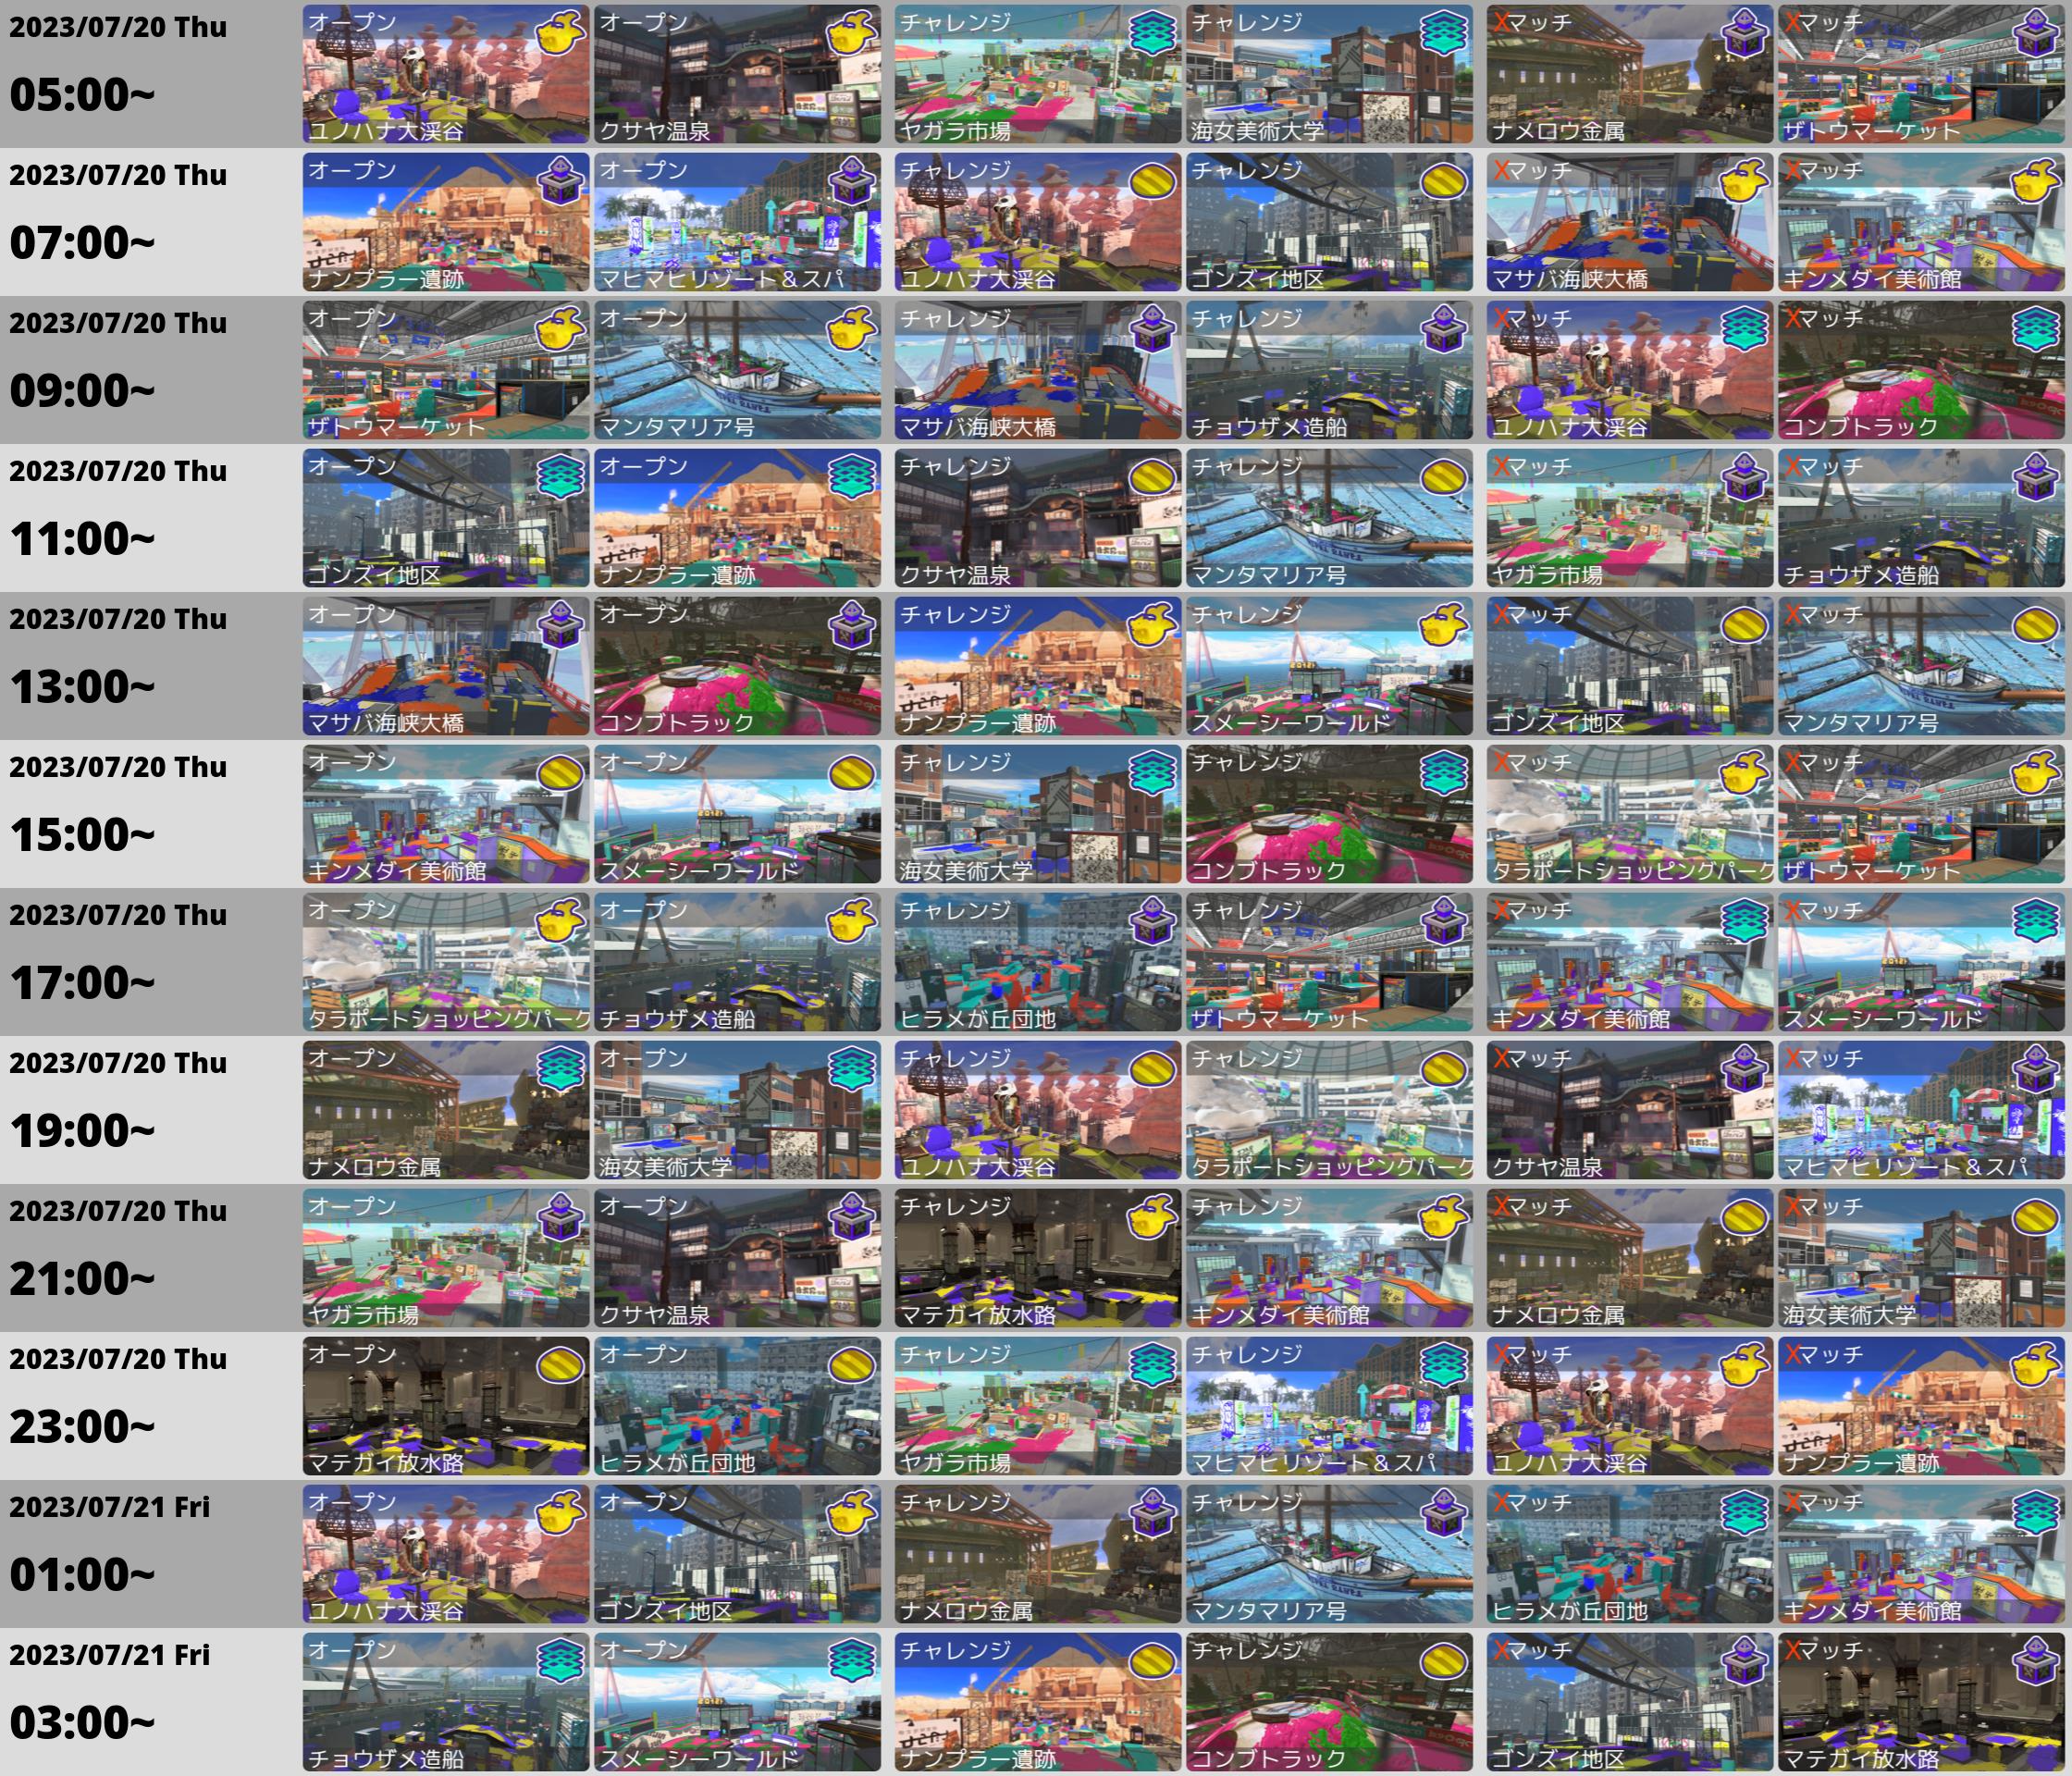 2023/07/20 Thu
05:00~
オープン オープン チャレンジ チャレンジ Xマッチ Xマッチ
ユノハナ大渓谷 クサヤ温泉 ヤガラ市場 海女美術大学 ナメロウ金属 ザトウマーケット
2023/07/20 Thu
07:00~
オープン オープン チャレンジ チャレンジ Xマッチ Xマッチ
ナンプラー遺跡 マヒマヒリゾート＆スパ ユノハナ大渓谷 ゴンズイ地区 マサバ海峡大橋 キンメダイ美術館
2023/07/20 Thu
09:00~
オープン オープン チャレンジ チャレンジ Xマッチ Xマッチ
ザトウマーケット マンタマリア号 マサバ海峡大橋 チョウザメ造船 ユノハナ大渓谷 コンブトラック
2023/07/20 Thu
11:00~
オープン オープン チャレンジ チャレンジ Xマッチ Xマッチ
ゴンズイ地区 ナンプラー遺跡 クサヤ温泉 マンタマリア号 ヤガラ市場 チョウザメ造船
2023/07/20 Thu
13:00~
オープン オープン チャレンジ チャレンジ Xマッチ Xマッチ
マサバ海峡大橋 コンブトラック ナンプラー遺跡 スメーシーワールド ゴンズイ地区 マンタマリア号
2023/07/20 Thu
15:00~
オープン オープン チャレンジ チャレンジ Xマッチ Xマッチ
キンメダイ美術館 スメーシーワールド 海女美術大学 コンブトラック タラポートショッピングパーク ザトウマーケット
2023/07/20 Thu
17:00~
オープン オープン チャレンジ チャレンジ Xマッチ Xマッチ
タラポートショッピングパーク チョウザメ造船 ヒラメが丘団地 ザトウマーケット キンメダイ美術館 スメーシーワールド
2023/07/20 Thu
19:00~
オープン オープン チャレンジ チャレンジ Xマッチ Xマッチ
ナメロウ金属 海女美術大学 ユノハナ大渓谷 タラポートショッピングパーク クサヤ温泉 マヒマヒリゾート＆スパ
2023/07/20 Thu
21:00~
オープン オープン チャレンジ チャレンジ Xマッチ Xマッチ
ヤガラ市場 クサヤ温泉 マテガイ放水路 キンメダイ美術館 ナメロウ金属 海女美術大学
2023/07/20 Thu
23:00~
オープン オープン チャレンジ チャレンジ Xマッチ Xマッチ
マテガイ放水路 ヒラメが丘団地 ヤガラ市場 マヒマヒリゾート＆スパ ユノハナ大渓谷 ナンプラー遺跡
2023/07/21 Fri
01:00~
オープン オープン チャレンジ チャレンジ Xマッチ Xマッチ
ユノハナ大渓谷 ゴンズイ地区 ナメロウ金属 マンタマリア号 ヒラメが丘団地 キンメダイ美術館
2023/07/21 Fri
03:00~
オープン オープン チャレンジ チャレンジ Xマッチ Xマッチ
チョウザメ造船 スメーシーワールド ナンプラー遺跡 コンブトラック ゴンズイ地区 マテガイ放水路